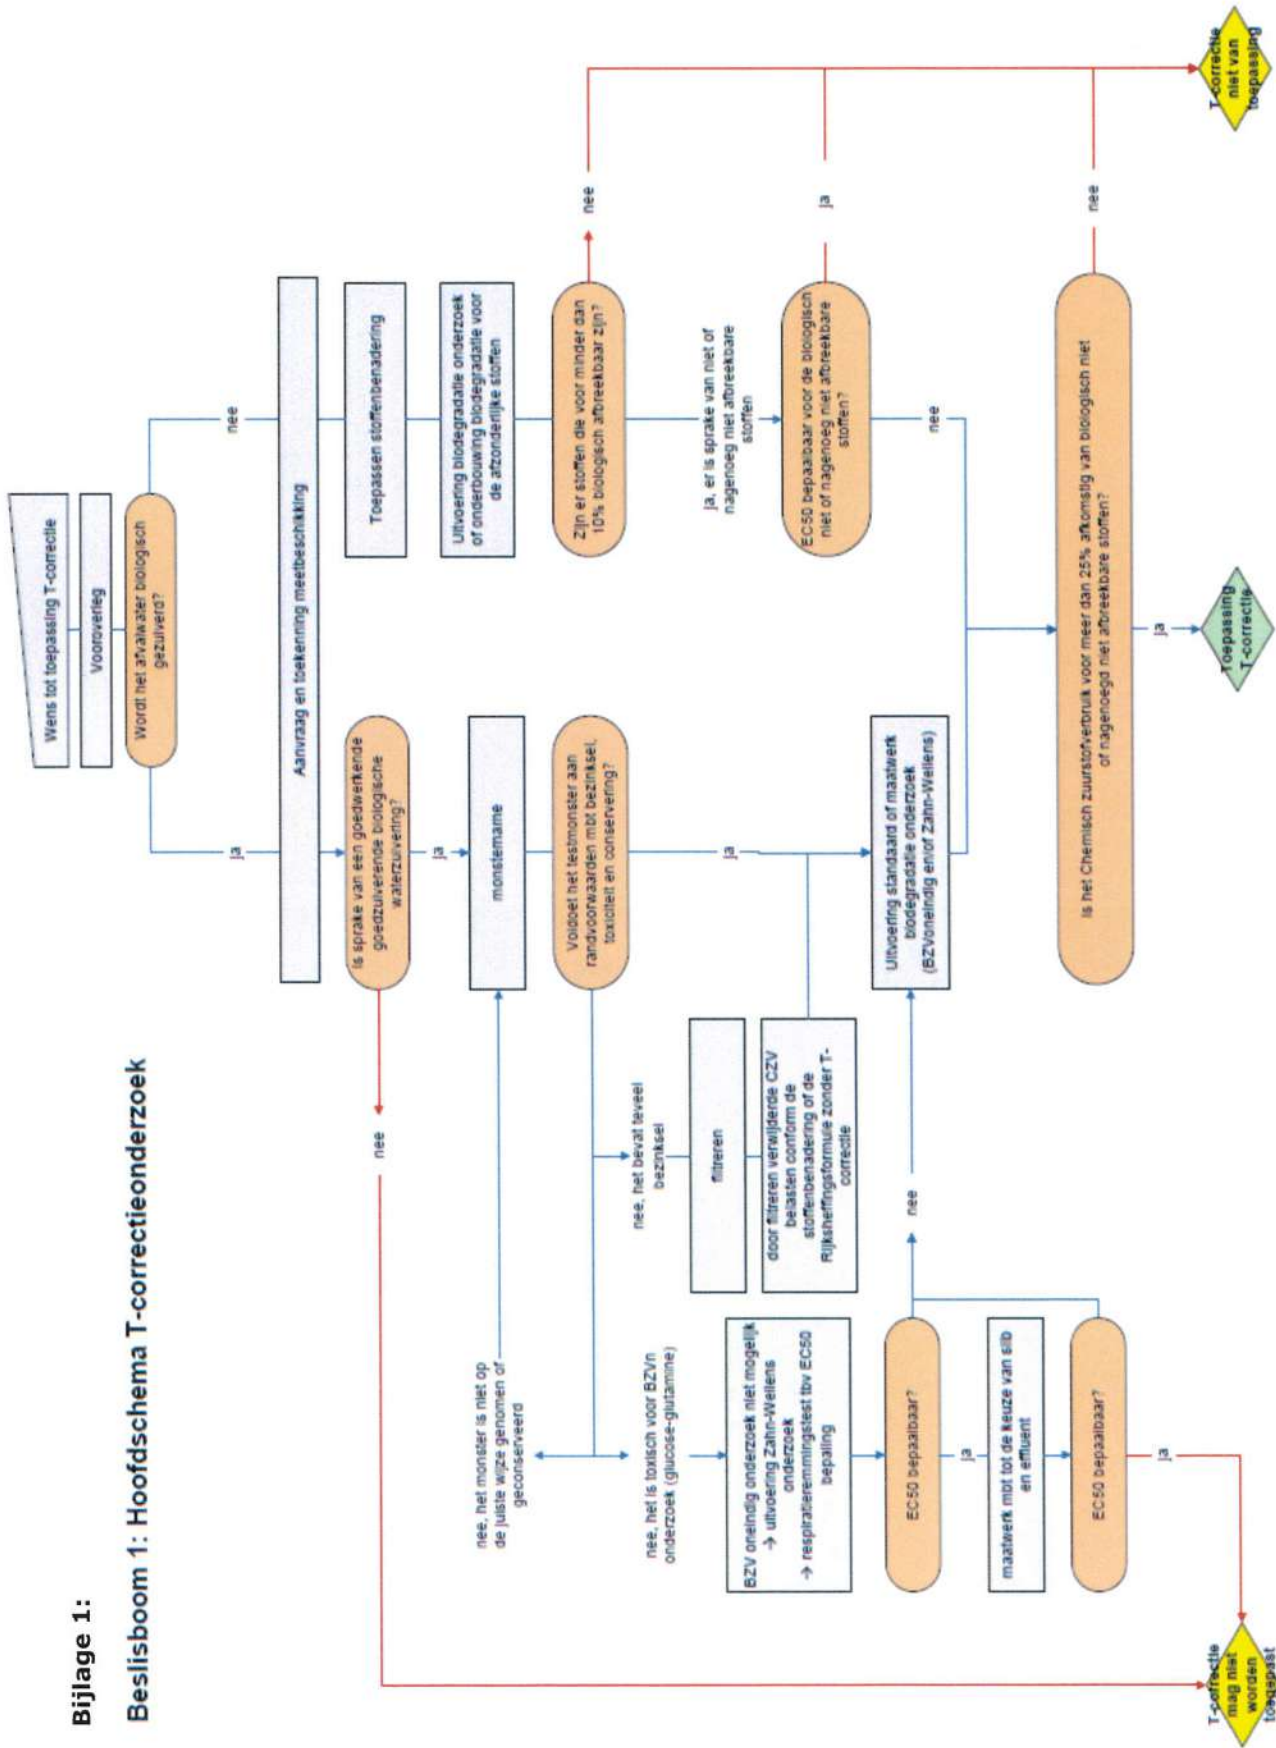 Bijlage 1:
Beslisboom 1: Hoofdschema T-correctieonderzoek
Wens tot toepassing T-correctie
Vooroverleg
Wordt het afvalwater biologisch
gezuiverd?
ja
nee
Aanvraag en toekenning meetbeschikking
Is sprake van een goedwerkende
goedzuiverende biologische
waterzuivering?
nee
ja
monstername
Voldoet het testmonster aan
randvoorwaarden mbt bezinksel,
toxiciteit en conservering?
ja
nee, het monster is niet op
de juiste wijze genomen of
geconserveerd
nee, het bevat teveel
bezinksel
filtreren
door filtreren verwijderde CZV
belasten conform de
stoffenbenadering of de
Rijksheffingsformule zonder T-
correctie
nee, het is toxisch voor BZVn
onderzoek (glucose-glutamine)
BZV oneindig onderzoek niet mogelijk
→ uitvoering Zahn-Wellens
onderzoek
→ respiratieremmingstest tbv EC50
bepaling
EC50 bepaalbaar?
nee
ja
maatwerk mbt tot de keuze van slib
en effluent
EC50 bepaalbaar?
ja
T-correctie
mag niet
worden
toegepast
Uitvoering standaard of maatwerk
biodegradatie onderzoek
(BZVoneindig en/of Zahn-Wellens)
Toepassen stoffenbenadering
Uitvoering biodegradatie onderzoek
of onderbouwing biodegradatie voor
de afzonderlijke stoffen
Zijn er stoffen die voor minder dan
10% biologisch afbreekbaar zijn?
nee
ja, er is sprake van niet of
nagenoeg niet afbreekbare
stoffen
EC50 bepaalbaar voor de biologisch
niet of nagenoeg niet afbreekbare
stoffen?
ja
nee
Is het Chemisch zuurstofverbruik voor meer dan 25% afkomstig van biologisch niet
of nagenoegd niet afbreekbare stoffen?
nee
ja
Toepassing
T-correctie
T-correctie
niet van
toepassing